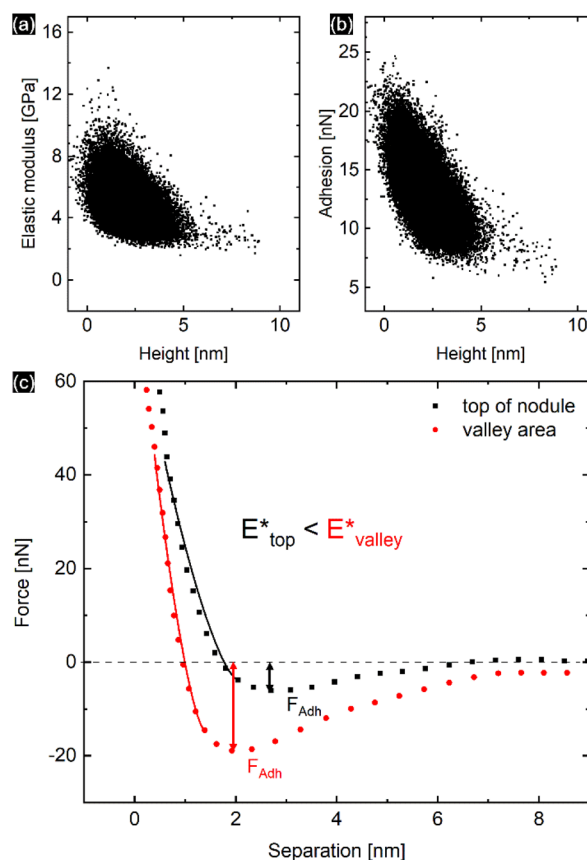 (a)
16
12
8
4
0
Elastic modulus [GPa]
0
5
10
Height [nm]
(b)
25
20
15
10
5
Adhesion [nN]
0
5
10
Height [nm]
(c)
60
40
20
0
-20
Force [nN]
top of nodule
valley area
E*top < E*valley
FAdh
FAdh
0
2
4
6
8
Separation [nm]